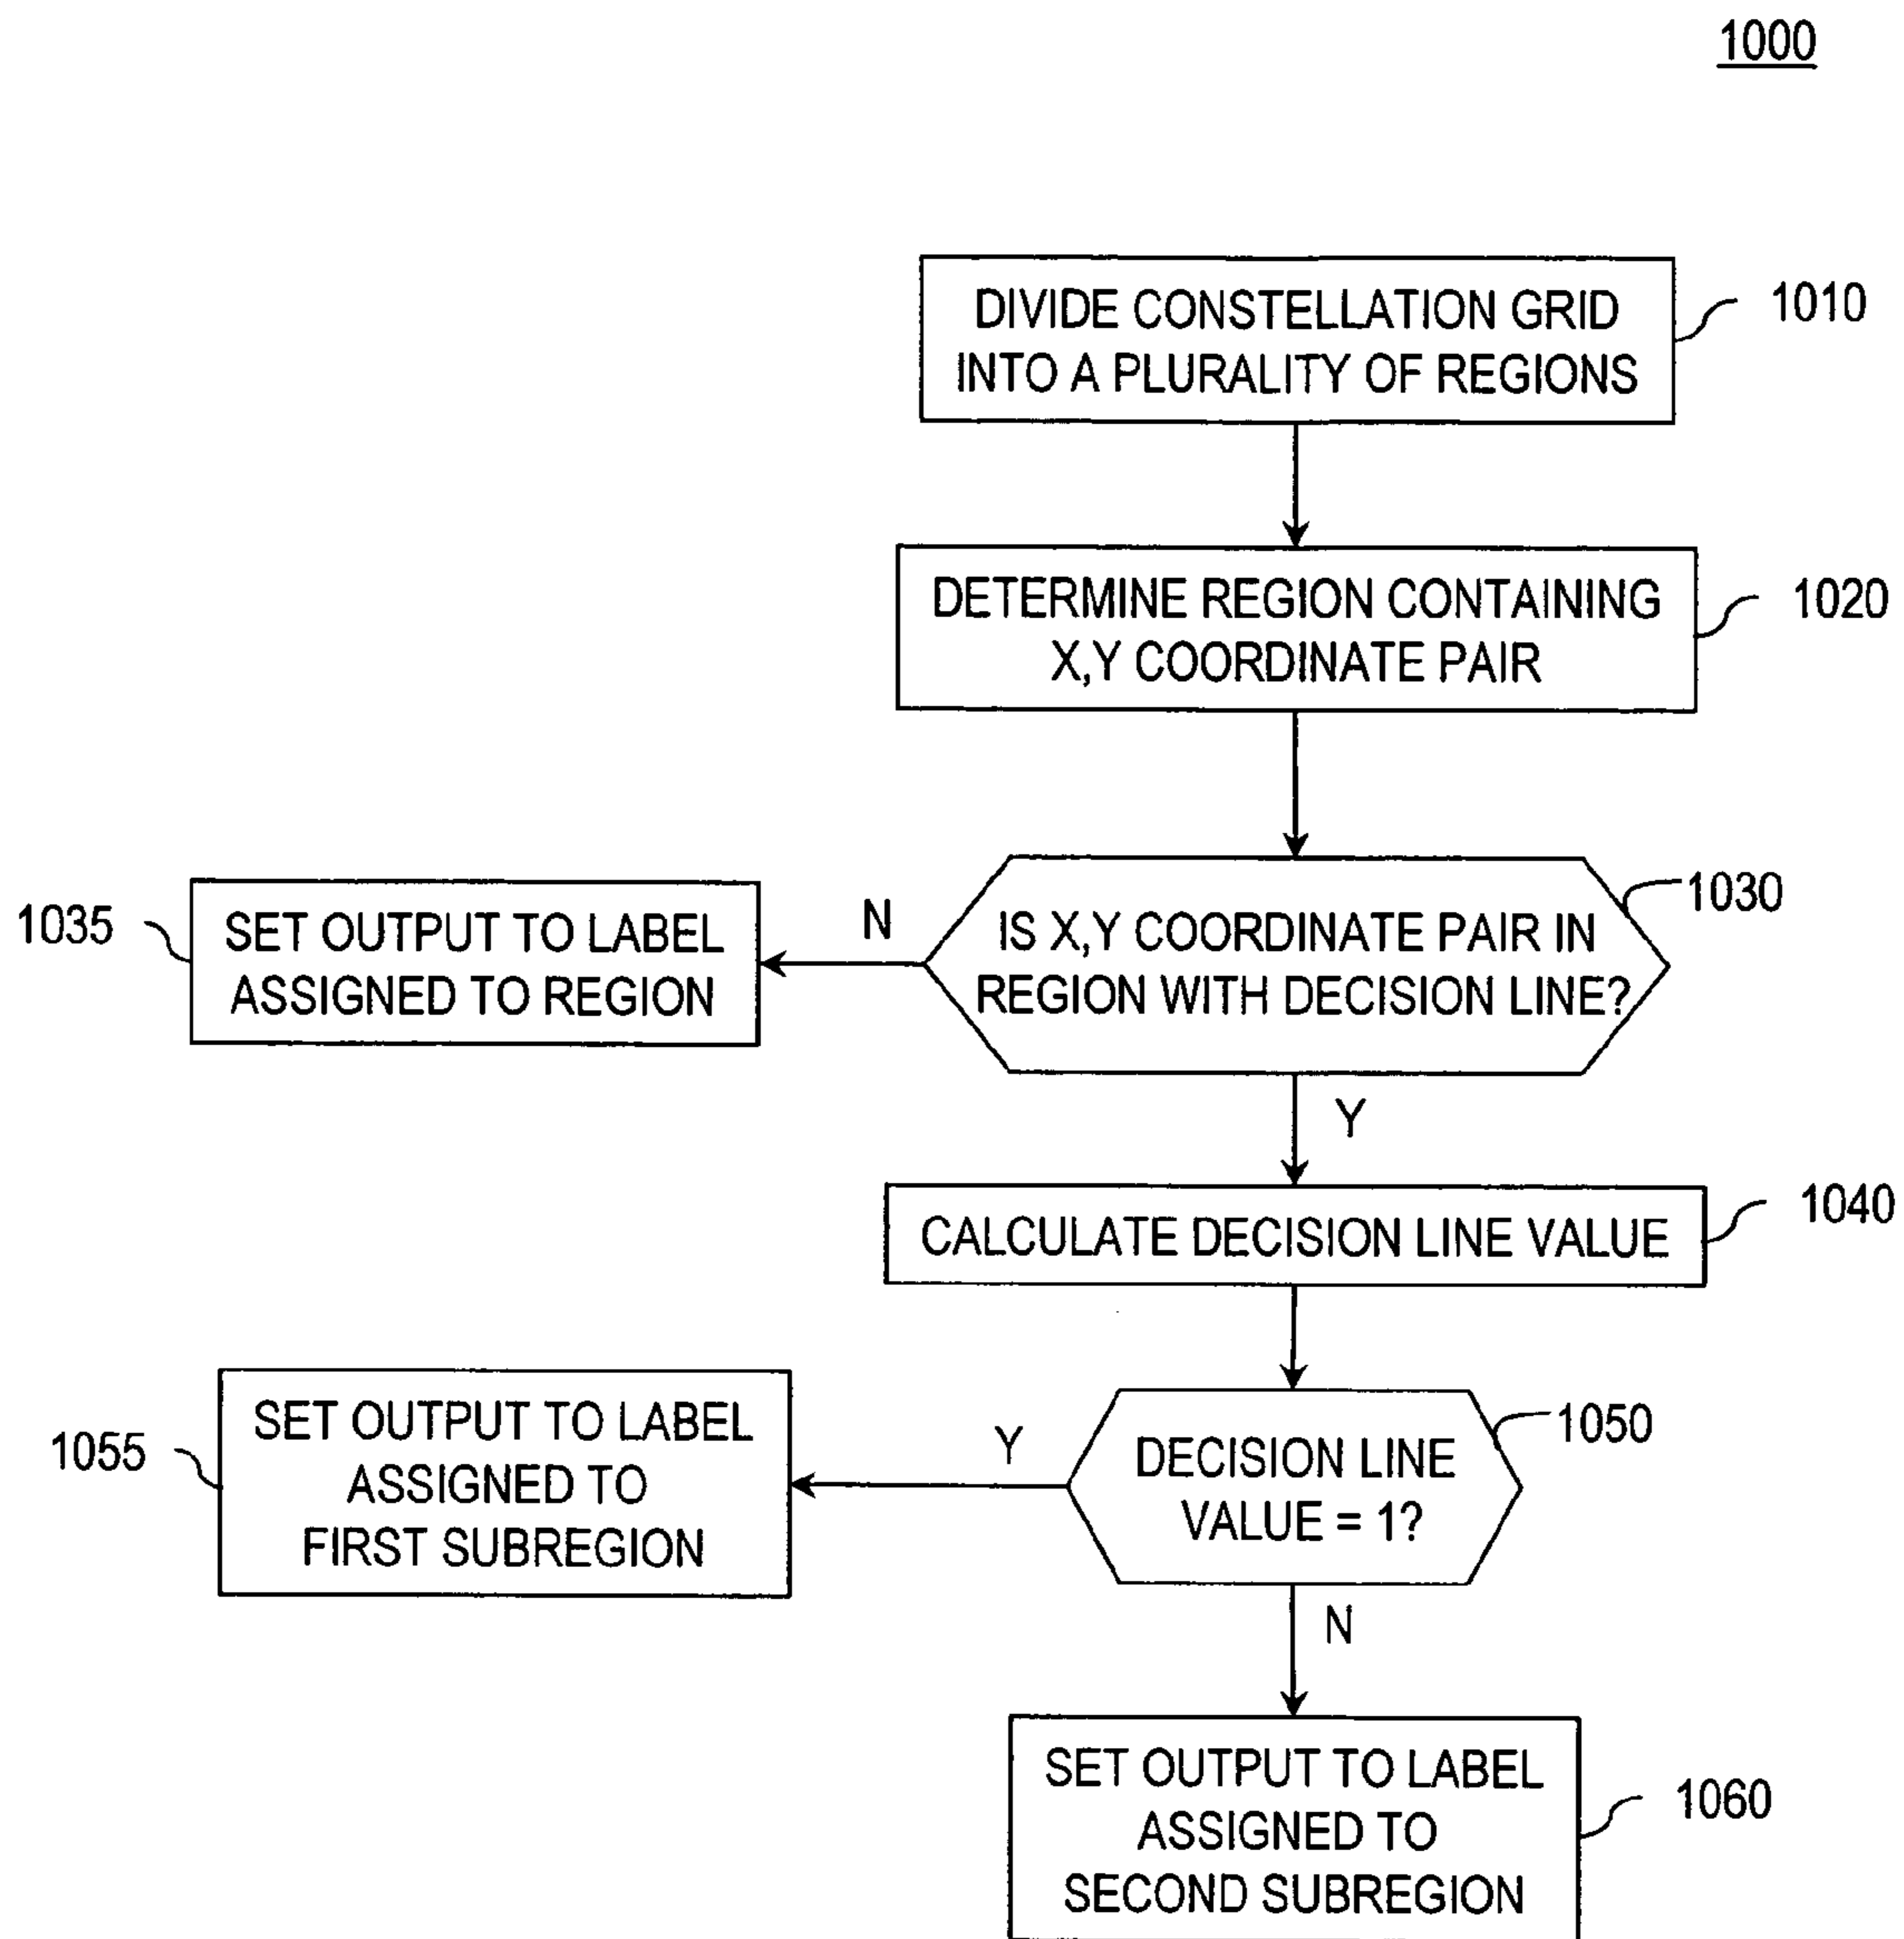 1000
DIVIDE CONSTELLATION GRID
INTO A PLURALITY OF REGIONS
1010
DETERMINE REGION CONTAINING
X,Y COORDINATE PAIR
1020
IS X,Y COORDINATE PAIR IN
REGION WITH DECISION LINE?
1030
N
SET OUTPUT TO LABEL
ASSIGNED TO REGION
1035
Y
CALCULATE DECISION LINE VALUE
1040
DECISION LINE
VALUE = 1?
1050
Y
SET OUTPUT TO LABEL
ASSIGNED TO
FIRST SUBREGION
1055
N
SET OUTPUT TO LABEL
ASSIGNED TO
SECOND SUBREGION
1060